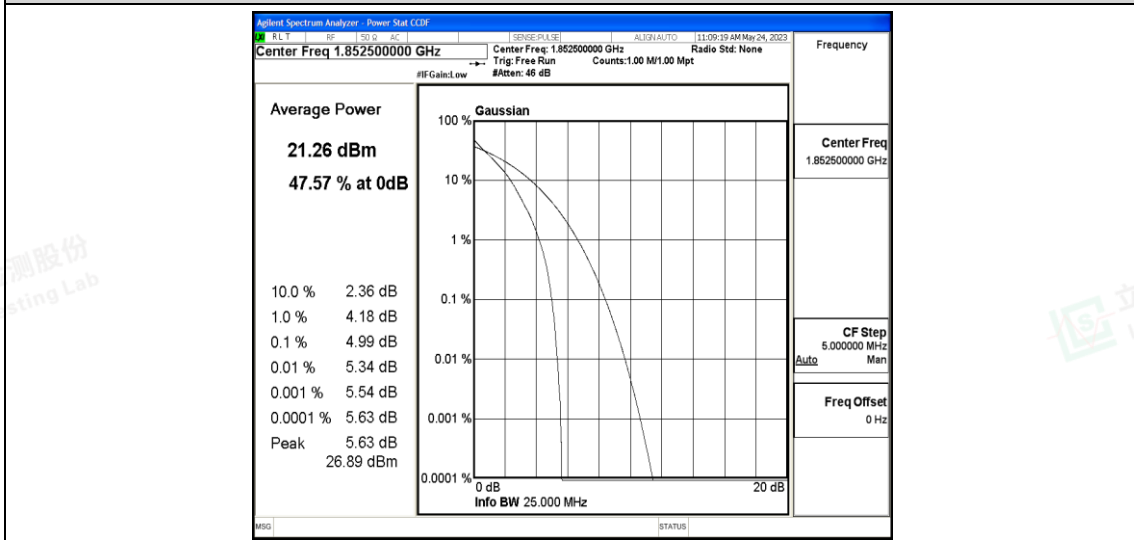 Agilent Spectrum Analyzer - Power Stat CCDF
RLT RF 50 Ω AC SENSE:PULSE ALIGNAUTO 11:09:19 AM May 24, 2023
Center Freq 1.852500000 GHz
Center Freq: 1.852500000 GHz Radio Std: None
Trig: Free Run Counts:1.00 M/1.00 Mpt
#IFGain:Low #Atten: 46 dB
Frequency
Average Power
21.26 dBm
47.57 % at 0dB
10.0 % 2.36 dB
1.0 % 4.18 dB
0.1 % 4.99 dB
0.01 % 5.34 dB
0.001 % 5.54 dB
0.0001 % 5.63 dB
Peak 5.63 dB
26.89 dBm
Gaussian
100 %
10 %
1 %
0.1 %
0.01 %
0.001 %
0.0001 %
0 dB 20 dB
Info BW 25.000 MHz
Center Freq
1.852500000 GHz
CF Step
5.000000 MHz
Auto Man
Freq Offset
0 Hz
MSG STATUS
测股份
sting Lab